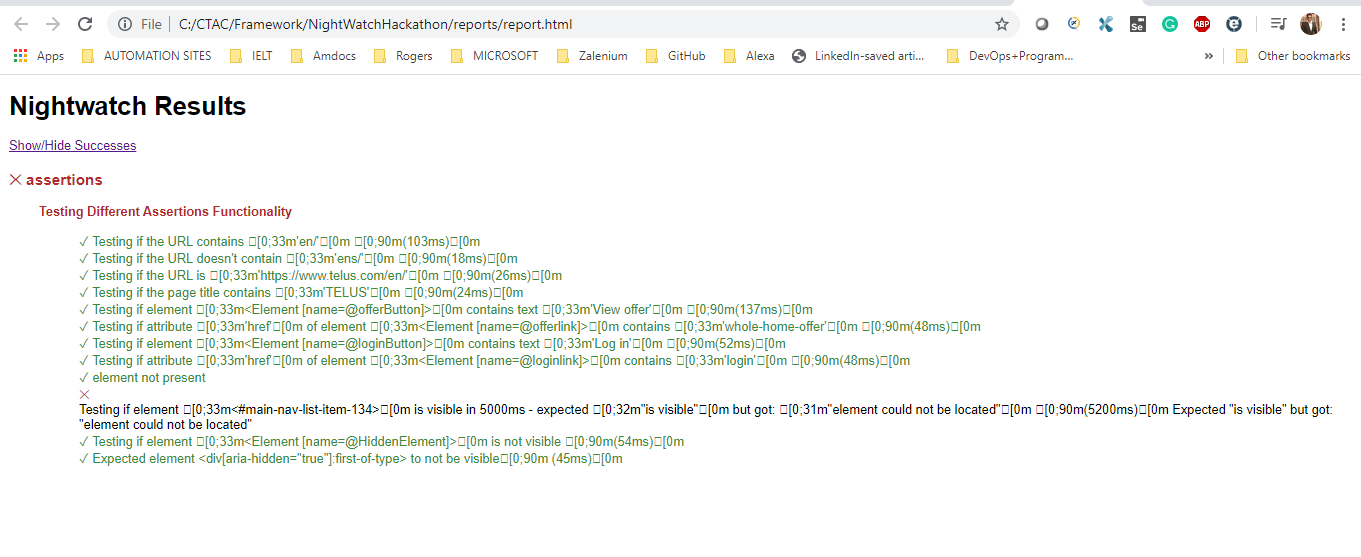 File C:/CTAC/Framework/NightWatchHackathon/reports/report.html
Se ABP
Apps AUTOMATION SITES IELT Amdocs Rogers MICROSOFT Zalenium GitHub Alexa LinkedIn-saved arti... DevOps+Program... » Other bookmarks
Nightwatch Results
Show/Hide Successes
✕ assertions
Testing Different Assertions Functionality
✓ Testing if the URL contains □[0;33m'en/'□[0m □[0;90m(103ms)□[0m
✓ Testing if the URL doesn't contain □[0;33m'ens/'□[0m □[0;90m(18ms)□[0m
✓ Testing if the URL is □[0;33m'https://www.telus.com/en/'□[0m □[0;90m(26ms)□[0m
✓ Testing if the page title contains □[0;33m'TELUS'□[0m □[0;90m(24ms)□[0m
✓ Testing if element □[0;33m<Element [name=@offerButton]>□[0m contains text □[0;33m'View offer'□[0m □[0;90m(137ms)□[0m
✓ Testing if attribute □[0;33m'href'□[0m of element □[0;33m<Element [name=@offerlink]>□[0m contains □[0;33m'whole-home-offer'□[0m □[0;90m(48ms)□[0m
✓ Testing if element □[0;33m<Element [name=@loginButton]>□[0m contains text □[0;33m'Log in'□[0m □[0;90m(52ms)□[0m
✓ Testing if attribute □[0;33m'href'□[0m of element □[0;33m<Element [name=@loginlink]>□[0m contains □[0;33m'login'□[0m □[0;90m(48ms)□[0m
✓ element not present
✕
Testing if element □[0;33m<#main-nav-list-item-134>□[0m is visible in 5000ms - expected □[0;32m"is visible"□[0m but got: □[0;31m"element could not be located"□[0m □[0;90m(5200ms)□[0m Expected "is visible" but got:
"element could not be located"
✓ Testing if element □[0;33m<Element [name=@HiddenElement]>□[0m is not visible □[0;90m(54ms)□[0m
✓ Expected element <div[aria-hidden="true"]:first-of-type> to not be visible□[0;90m (45ms)□[0m